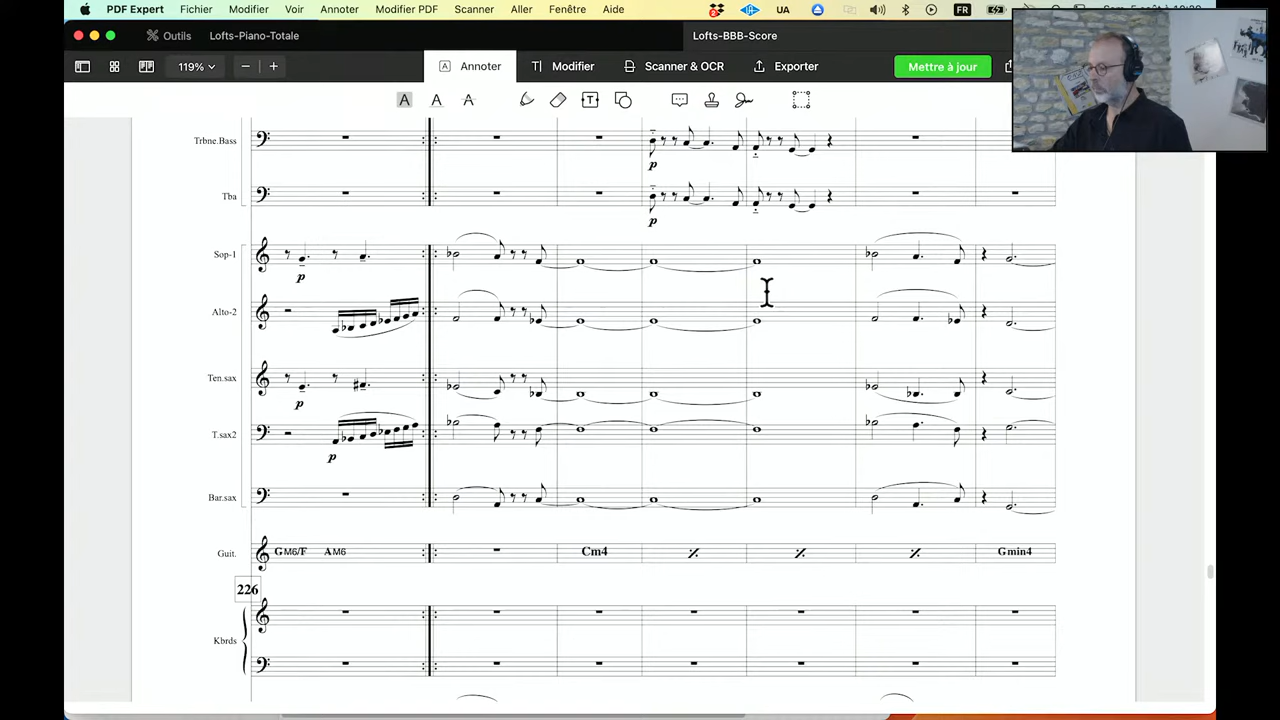 PDF Expert Fichier Modifier Voir Annoter Modifier PDF Scanner Aller Fenêtre Aide
UA FR
Outils Lofts-Piano-Totale Lofts-BBB-Score
119% Annoter Modifier Scanner & OCR Exporter Mettre à jour
A A A T
Trbne.Bass
p
Tba
p
Sop-1
p
Alto-2
Ten.sax
p
T.sax2
p
Bar.sax
Guit. GM6/F AM6 Cm4 Gmin4
226
Kbrds